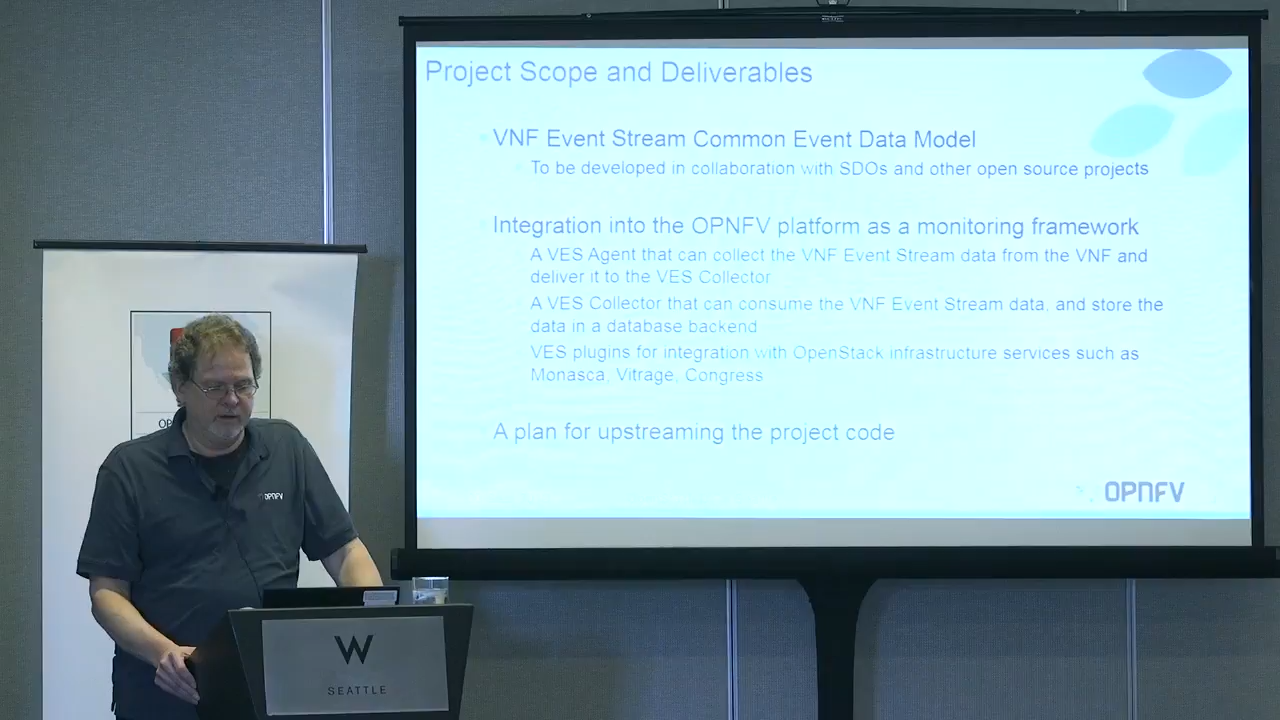 Project Scope and Deliverables
VNF Event Stream Common Event Data Model
To be developed in collaboration with SDOs and other open source projects
Integration into the OPNFV platform as a monitoring framework
A VES Agent that can collect the VNF Event Stream data from the VNF and
deliver it to the VES Collector
A VES Collector that can consume the VNF Event Stream data, and store the
data in a database backend
VES plugins for integration with OpenStack infrastructure services such as
Monasca, Vitrage, Congress
A plan for upstreaming the project code
OPNFV
OPNFV
W
SEATTLE